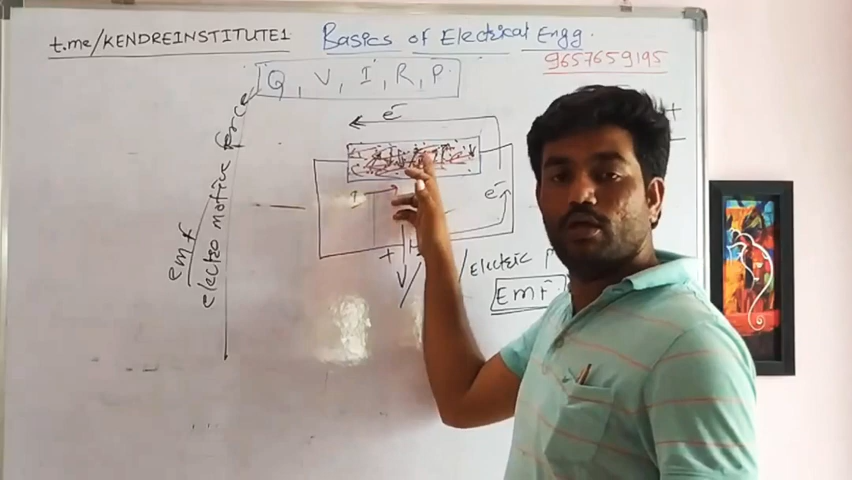 t.me/KENDREINSTITUTE1
Basics of Electrical Engg.
9657659195
Q, V, I, R, P.
e-
e-
I
+
+
-
V
/Electric
EMF
emf
electro motive force